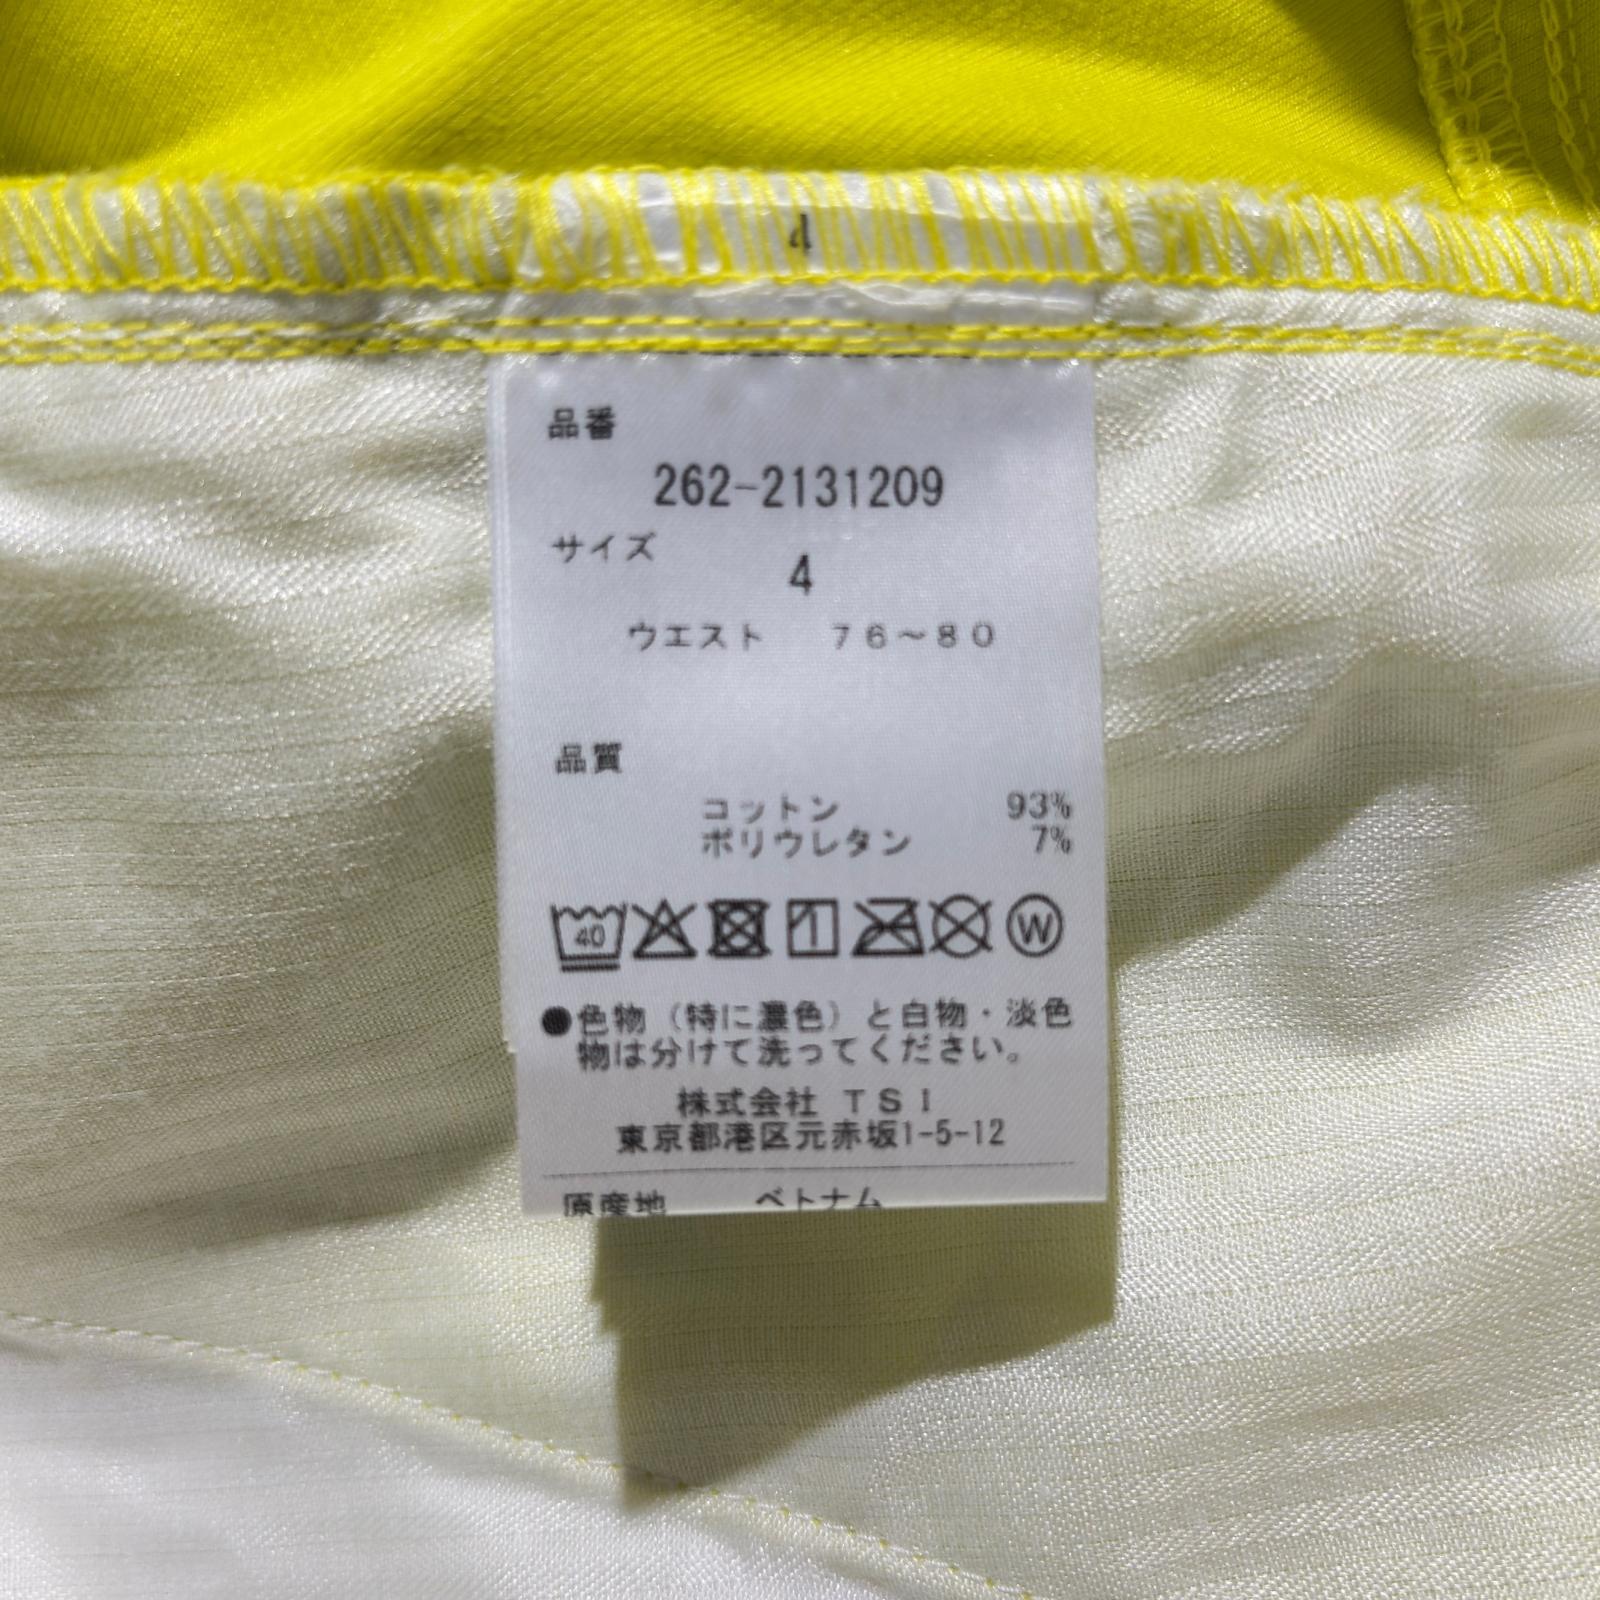 4
品番
262-2131209
サイズ
4
ウエスト 76～80
品質
コットン 93%
ポリウレタン 7%
40 W
●色物（特に濃色）と白物・淡色
物は分けて洗ってください。
株式会社 TSI
東京都港区元赤坂1-5-12
原産地 ベトナム